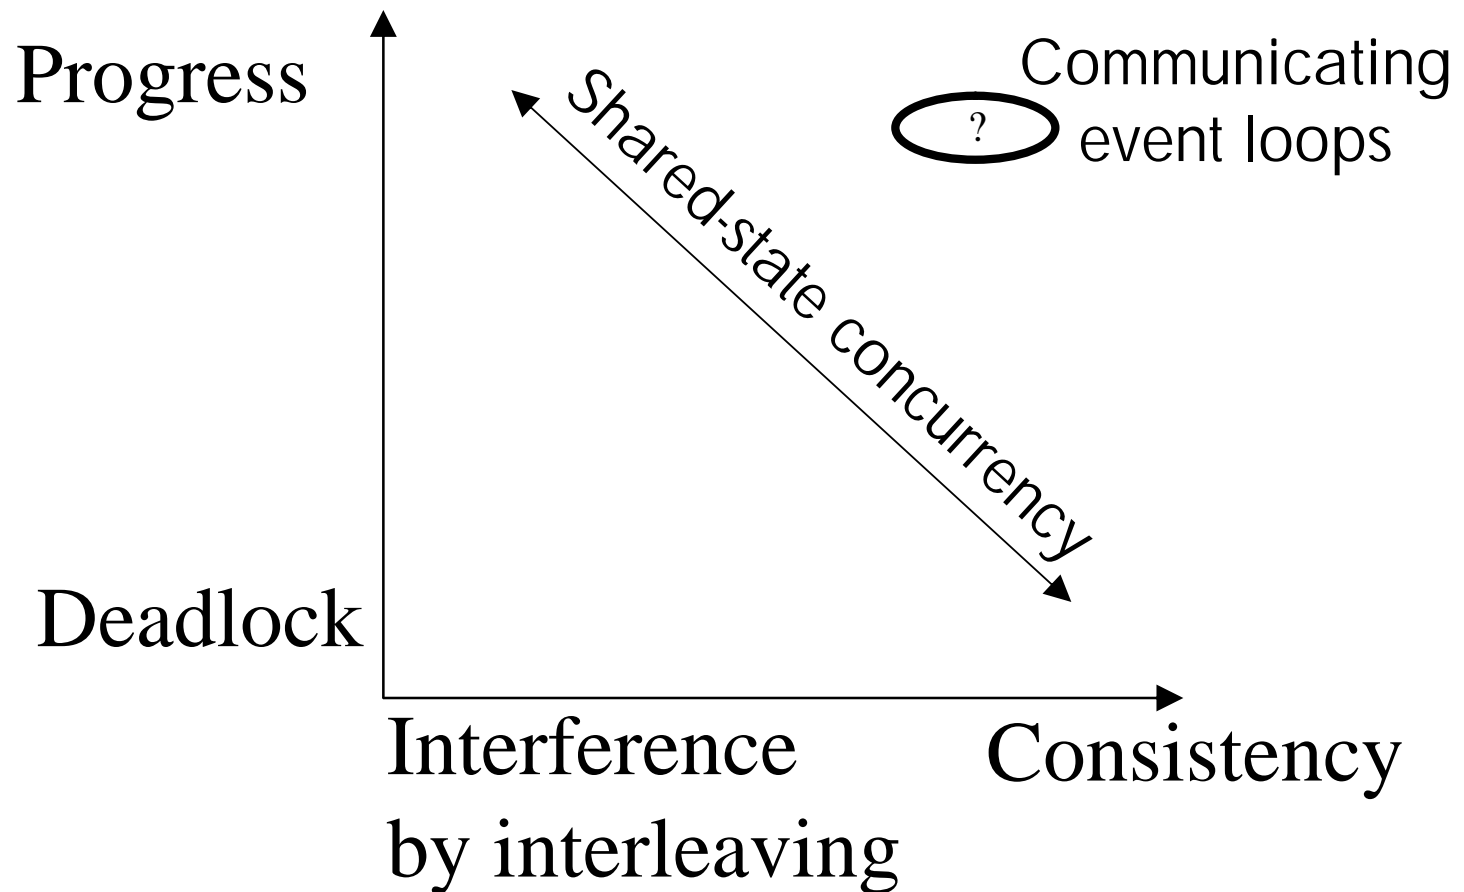 Progress
Communicating
event loops
?
Shared-state concurrency
Deadlock
Interference
by interleaving
Consistency